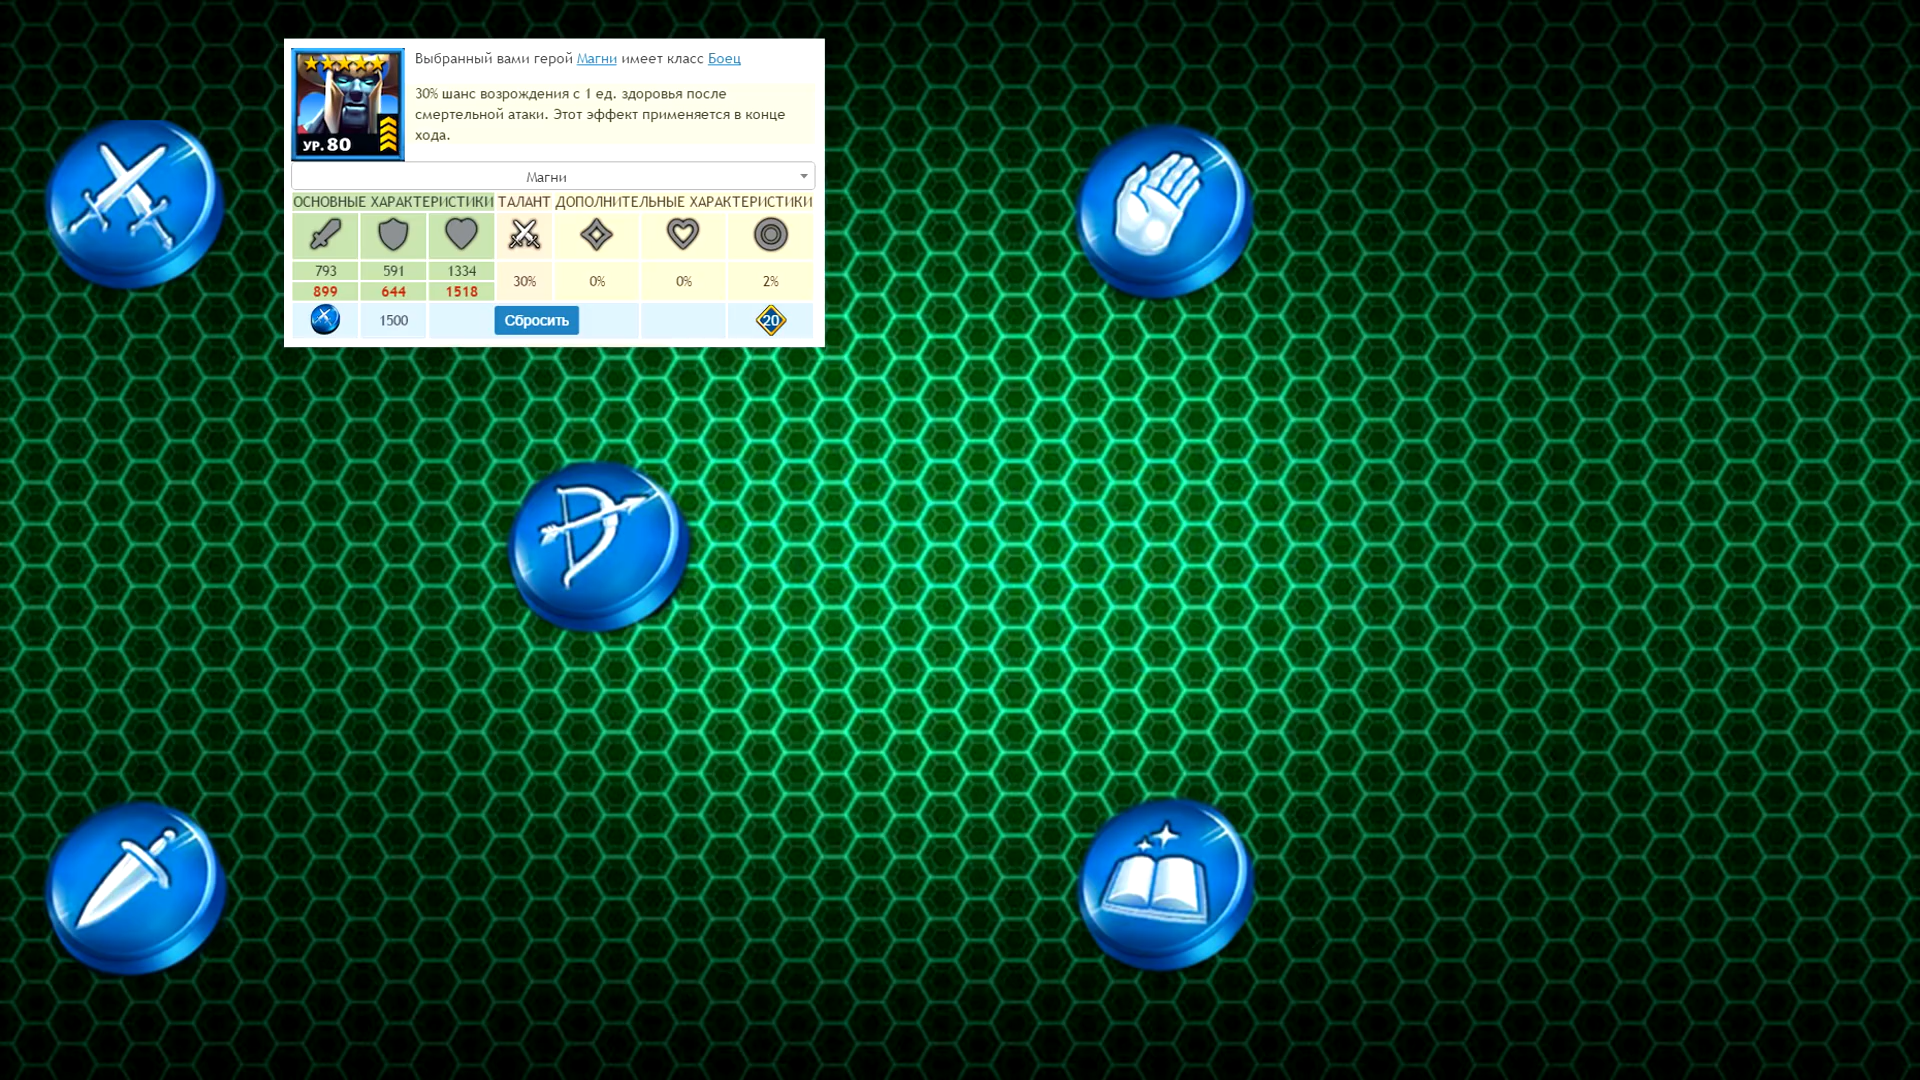 Выбранный вами герой Магни имеет класс Боец
30% шанс возрождения с 1 ед. здоровья после
смертельной атаки. Этот эффект применяется в конце
хода.
УР. 80
Магни
ОСНОВНЫЕ ХАРАКТЕРИСТИКИ ТАЛАНТ ДОПОЛНИТЕЛЬНЫЕ ХАРАКТЕРИСТИКИ
793 591 1334
30% 0% 0% 2%
899 644 1518
1500 Сбросить 20